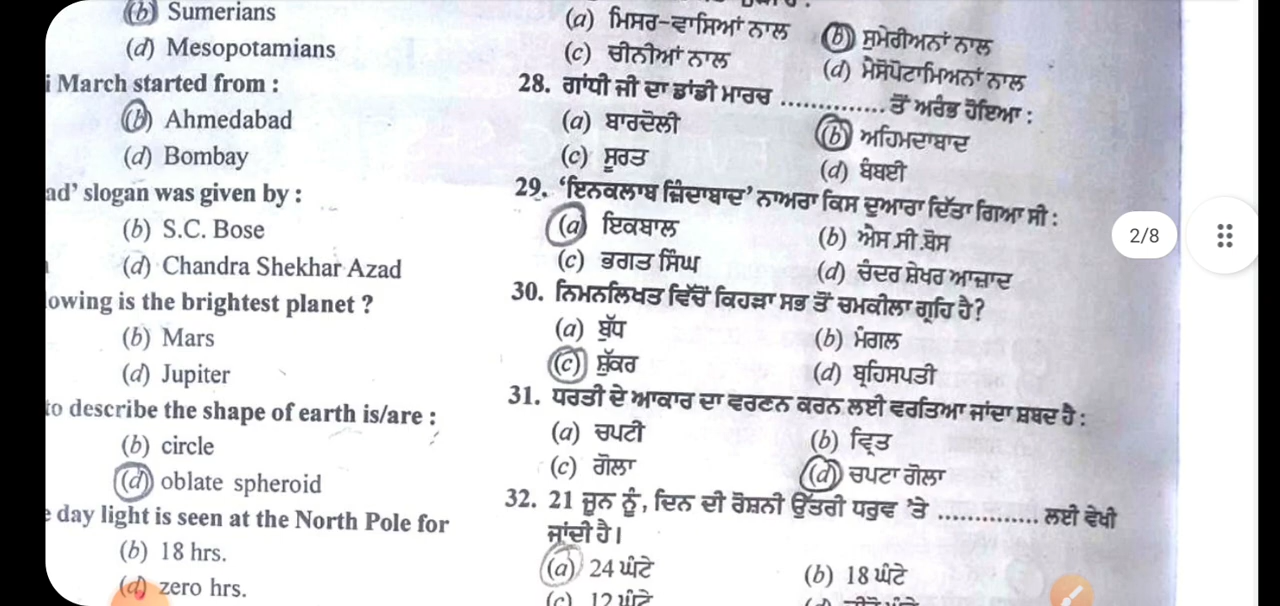 (b) Sumerians
(d) Mesopotamians
i March started from :
(b) Ahmedabad
(d) Bombay
ad’ slogan was given by :
(b) S.C. Bose
(d) Chandra Shekhar Azad
owing is the brightest planet ?
(b) Mars
(d) Jupiter
to describe the shape of earth is/are :
(b) circle
(d) oblate spheroid
e day light is seen at the North Pole for
(b) 18 hrs.
(d) zero hrs.
(a) ਮਿਸਰ-ਵਾਸਿਆਂ ਨਾਲ (b) ਸੁਮੇਰੀਅਨਾਂ ਨਾਲ
(c) ਚੀਨੀਆਂ ਨਾਲ (d) ਮੈਸੋਪੋਟਾਮਿਅਨਾਂ ਨਾਲ
28. ਗਾਂਧੀ ਜੀ ਦਾ ਡਾਂਡੀ ਮਾਰਚ .............. ਤੋਂ ਅਰੰਭ ਹੋਇਆ :
(a) ਬਾਰਦੋਲੀ (b) ਅਹਿਮਦਾਬਾਦ
(c) ਸੂਰਤ (d) ਬੰਬਈ
29. ‘ਇਨਕਲਾਬ ਜ਼ਿੰਦਾਬਾਦ’ ਨਾਅਰਾ ਕਿਸ ਦੁਆਰਾ ਦਿੱਤਾ ਗਿਆ ਸੀ :
(a) ਇਕਬਾਲ (b) ਐਸ.ਸੀ.ਬੋਸ
(c) ਭਗਤ ਸਿੰਘ (d) ਚੰਦਰ ਸ਼ੇਖਰ ਆਜ਼ਾਦ
30. ਨਿਮਨਲਿਖਤ ਵਿੱਚੋਂ ਕਿਹੜਾ ਸਭ ਤੋਂ ਚਮਕੀਲਾ ਗ੍ਰਹਿ ਹੈ?
(a) ਬੁੱਧ (b) ਮੰਗਲ
(c) ਸ਼ੁੱਕਰ (d) ਬ੍ਰਹਿਸਪਤੀ
31. ਧਰਤੀ ਦੇ ਆਕਾਰ ਦਾ ਵਰਣਨ ਕਰਨ ਲਈ ਵਰਤਿਆ ਜਾਂਦਾ ਸ਼ਬਦ ਹੈ :
(a) ਚਪਟੀ (b) ਵ੍ਰਿਤ
(c) ਗੋਲਾ (d) ਚਪਟਾ ਗੋਲਾ
32. 21 ਜੂਨ ਨੂੰ, ਦਿਨ ਦੀ ਰੋਸ਼ਨੀ ਉੱਤਰੀ ਧਰੁਵ ’ਤੇ .............. ਲਈ ਵੇਖੀ
ਜਾਂਦੀ ਹੈ।
(a) 24 ਘੰਟੇ (b) 18 ਘੰਟੇ
(c) 12 ਘੰਟੇ
2/8